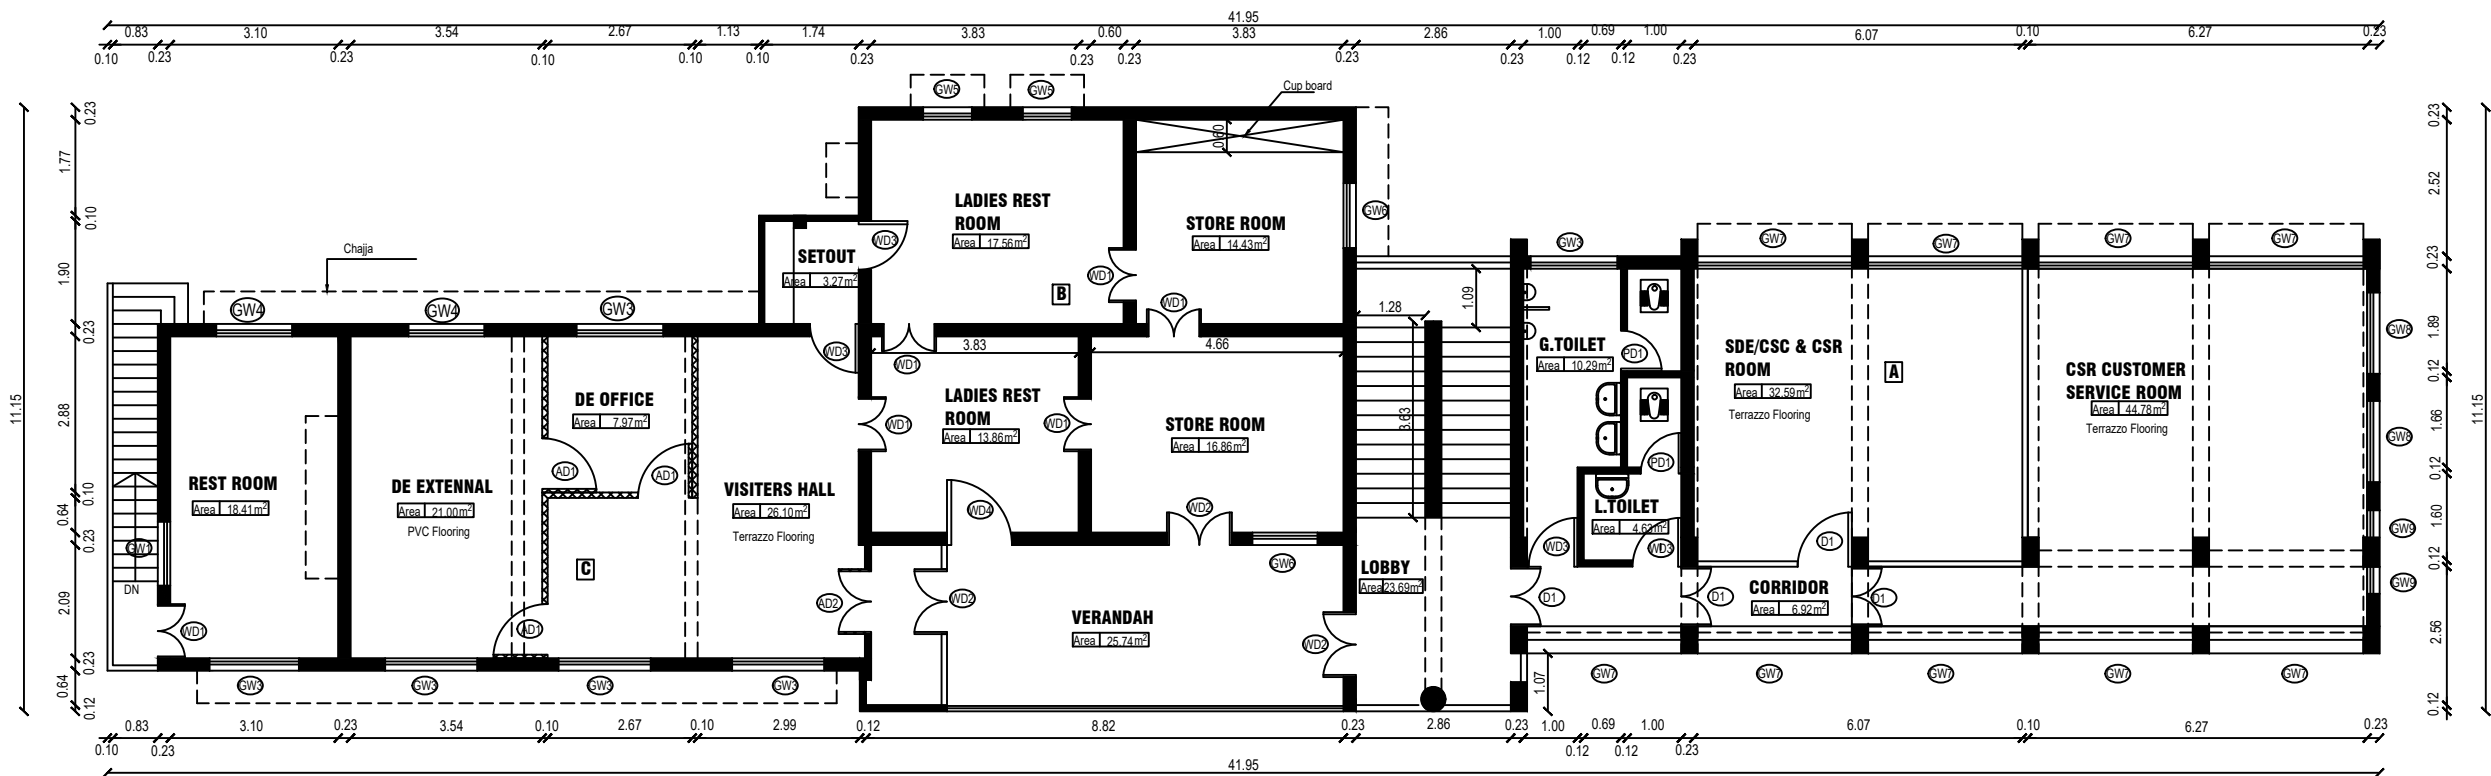 41.95
0.83 3.10 3.54 2.67 1.13 1.74 3.83 0.60 3.83 2.86 1.00 0.69 1.00 6.07 0.10 6.27 0.23
0.10 0.23 0.23 0.10 0.10 0.10 0.23 0.23 0.23 0.23 0.23 0.12 0.12 0.23
11.15
0.23
1.77
0.10
1.90
0.23
2.88
0.10
0.64
0.23
2.09
0.23
0.64
0.12
GW5 GW5
Cup board
0.60
GW6
LADIES REST
ROOM
Area 17.56m²
STORE ROOM
Area 14.43m²
WD3
SETOUT
Area 3.27m²
Chajja
B
WD1
WD1
GW4 GW4 GW3
WD3
WD1
3.83
4.66
1.28
1.09
3.63
GW3
GW7 GW7 GW7 GW7
G.TOILET
Area 10.29m²
PD1
SDE/CSC & CSR
ROOM
Area 32.59m²
Terrazzo Flooring
A
CSR CUSTOMER
SERVICE ROOM
Area 44.78m²
Terrazzo Flooring
GW8
GW8
GW9
GW9
DE OFFICE
Area 7.97m²
LADIES REST
ROOM
Area 13.86m²
WD1
WD1
STORE ROOM
Area 16.86m²
PD1
AD1
AD1
REST ROOM
Area 18.41m²
DE EXTENNAL
Area 21.00m²
PVC Flooring
VISITERS HALL
Area 26.10m²
Terrazzo Flooring
WD4
WD2
L.TOILET
Area 4.63m²
WD3
WD3
D1
GW1
DN
C
GW6
LOBBY
Area 23.69m²
CORRIDOR
Area 6.92m²
D1
D1
D1
WD1
AD1
AD2
WD2
VERANDAH
Area 25.74m²
WD2
1.07
GW3 GW3 GW3 GW3
GW7 GW7 GW7 GW7 GW7
0.23
2.52
0.23
1.89
0.12
1.66
0.12
1.60
0.12
2.56
0.12
11.15
0.83 3.10 0.23 3.54 0.10 2.67 0.10 2.99 0.12 8.82 0.23 2.86 0.23 1.00 0.69 1.00 6.07 0.10 6.27 0.23
0.10 0.23 0.12 0.12 0.23
41.95